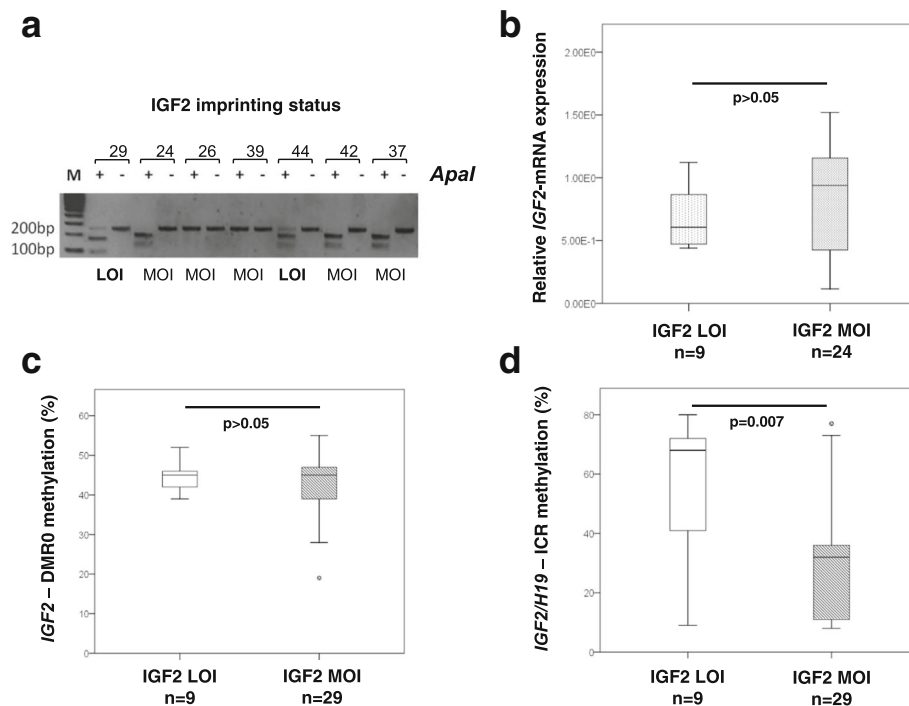 a
IGF2 imprinting status
29 24 26 39 44 42 37
M + - + - + - + - + - + - + - ApaI
200bp
100bp
LOI MOI MOI MOI LOI MOI MOI
b
Relative IGF2-mRNA expression
2.00E0
1.50E0
1.00E0
5.00E-1
0.00E0
p>0.05
IGF2 LOI IGF2 MOI
n=9 n=24
c
IGF2 – DMR0 methylation (%)
60
50
40
30
20
10
0
p>0.05
IGF2 LOI IGF2 MOI
n=9 n=29
d
IGF2/H19 – ICR methylation (%)
80
60
40
20
0
p=0.007
IGF2 LOI IGF2 MOI
n=9 n=29